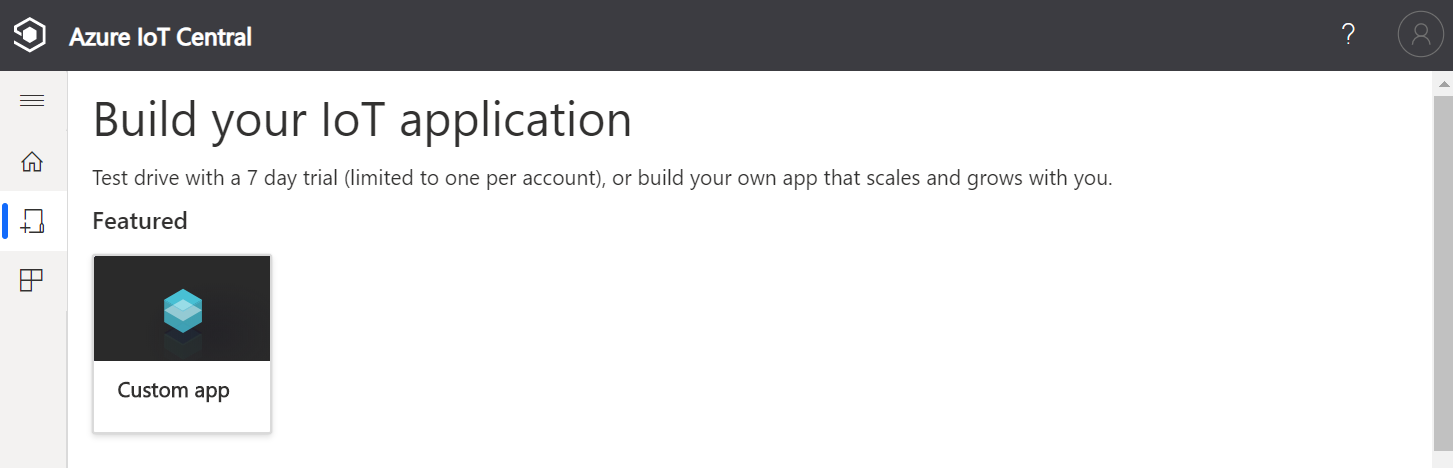 Azure IoT Central
?
Build your IoT application
Test drive with a 7 day trial (limited to one per account), or build your own app that scales and grows with you.
Featured
Custom app